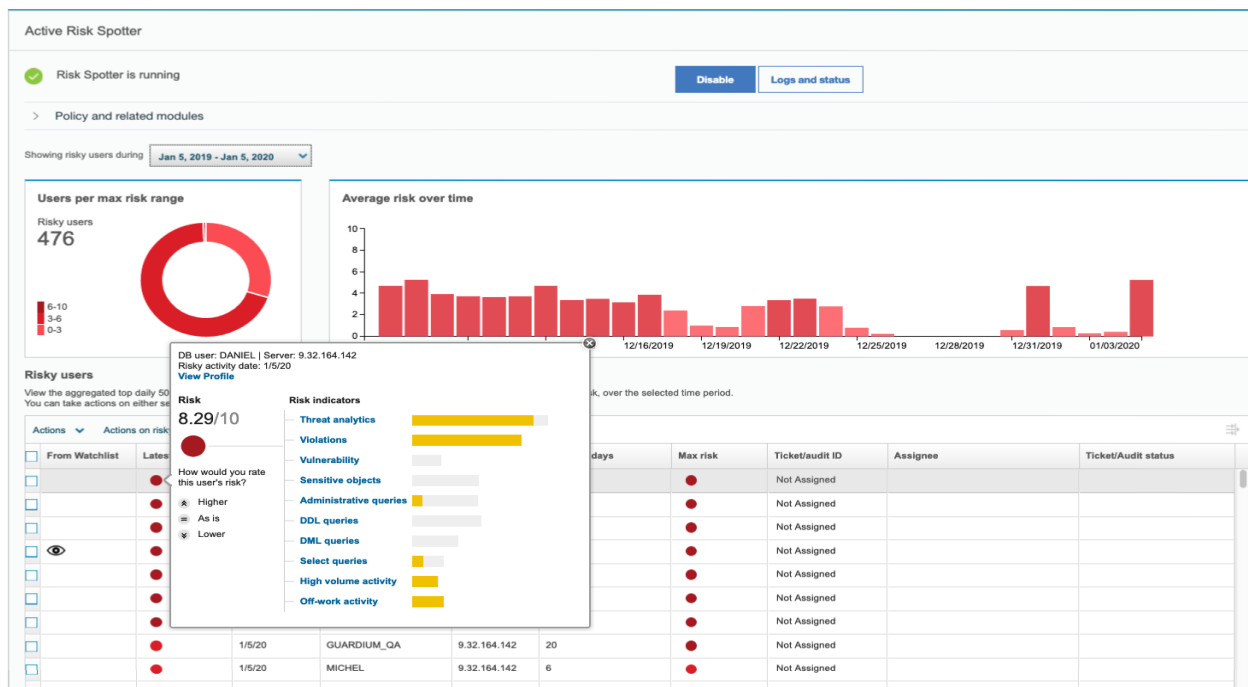 Active Risk Spotter
Risk Spotter is running
Disable
Logs and status
Policy and related modules
Showing risky users during
Jan 5, 2019 - Jan 5, 2020
Users per max risk range
Risky users
476
6-10
3-6
0-3
Average risk over time
10
8
6
4
2
0
12/16/2019 12/19/2019 12/22/2019 12/25/2019 12/28/2019 12/31/2019 01/03/2020
DB user: DANIEL | Server: 9.32.164.142
Risky activity date: 1/5/20
View Profile
Risk
8.29/10
How would you rate
this user's risk?
Higher
As is
Lower
Risk indicators
Threat analytics
Violations
Vulnerability
Sensitive objects
Administrative queries
DDL queries
DML queries
Select queries
High volume activity
Off-work activity
Risky users
View the aggregated top daily 50 over the selected time period.
You can take actions on either
Actions Actions on
From Watchlist days Max risk Ticket/audit ID Assignee Ticket/Audit status
Not Assigned
Not Assigned
Not Assigned
Not Assigned
Not Assigned
Not Assigned
Not Assigned
1/5/20 GUARDIUM_QA 9.32.164.142 20 Not Assigned
1/5/20 MICHEL 9.32.164.142 6 Not Assigned